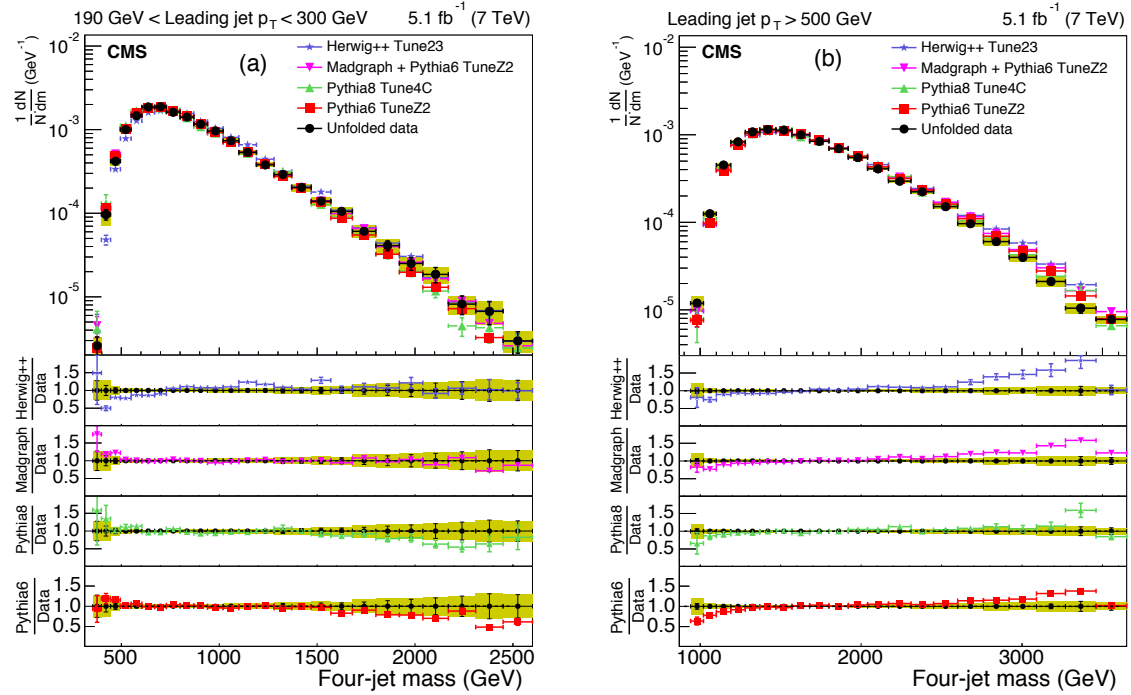 190 GeV < Leading jet p_T < 300 GeV 5.1 fb⁻¹ (7 TeV)
CMS
(a)
Herwig++ Tune23
Madgraph + Pythia6 TuneZ2
Pythia8 Tune4C
Pythia6 TuneZ2
Unfolded data
1/N dN/dm (GeV⁻¹)
10⁻²
10⁻³
10⁻⁴
10⁻⁵
Herwig++ / Data
1.5
1.0
0.5
Madgraph / Data
1.5
1.0
0.5
Pythia8 / Data
1.5
1.0
0.5
Pythia6 / Data
1.5
1.0
0.5
500 1000 1500 2000 2500
Four-jet mass (GeV)
Leading jet p_T > 500 GeV 5.1 fb⁻¹ (7 TeV)
CMS
(b)
Herwig++ Tune23
Madgraph + Pythia6 TuneZ2
Pythia8 Tune4C
Pythia6 TuneZ2
Unfolded data
1/N dN/dm (GeV⁻¹)
10⁻²
10⁻³
10⁻⁴
10⁻⁵
Herwig++ / Data
1.5
1.0
0.5
Madgraph / Data
1.5
1.0
0.5
Pythia8 / Data
1.5
1.0
0.5
Pythia6 / Data
1.5
1.0
0.5
1000 2000 3000
Four-jet mass (GeV)